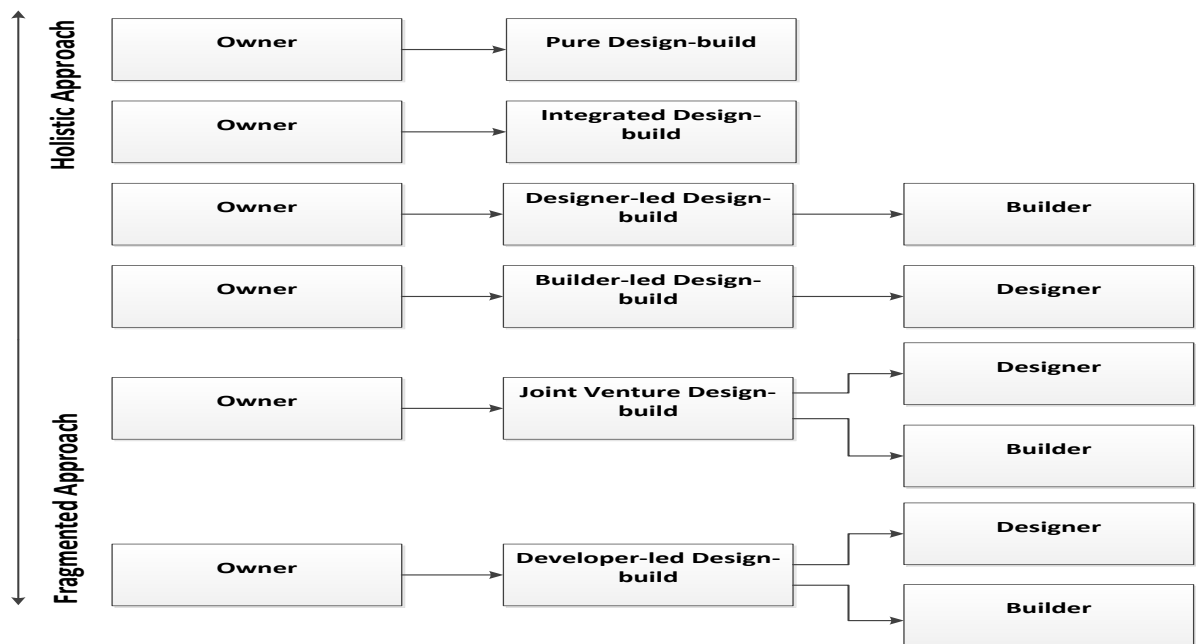 Holistic Approach
Owner
Pure Design-build
Owner
Integrated Design-
build
Owner
Designer-led Design-
build
Builder
Owner
Builder-led Design-
build
Designer
Fragmented Approach
Owner
Joint Venture Design-
build
Designer
Builder
Owner
Developer-led Design-
build
Designer
Builder